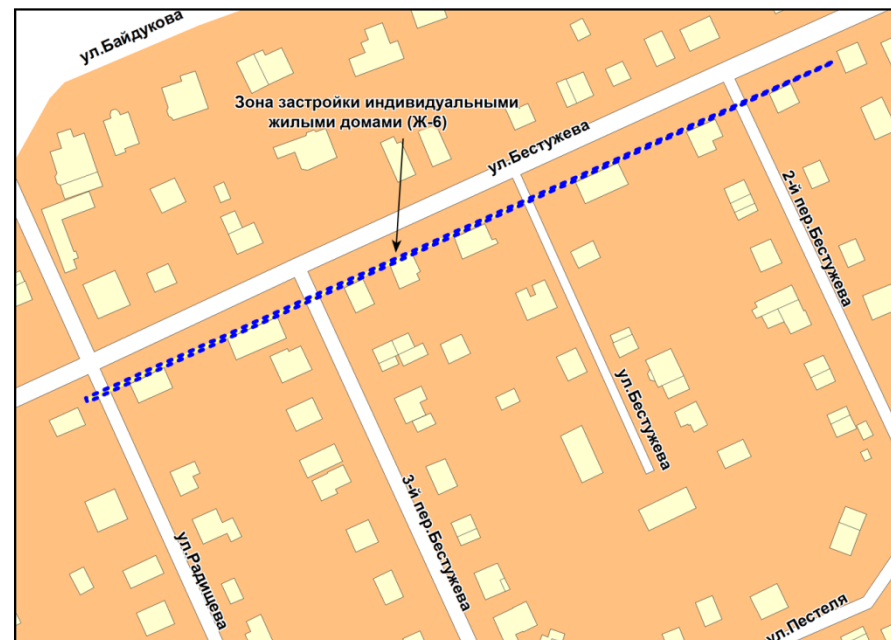 ул.Байдукова
Зона застройки индивидуальными
жилыми домами (Ж-6)
ул.Бестужева
2-й пер.Бестужева
ул.Бестужева
3-й пер.Бестужева
ул.Радищева
ул.Пестеля